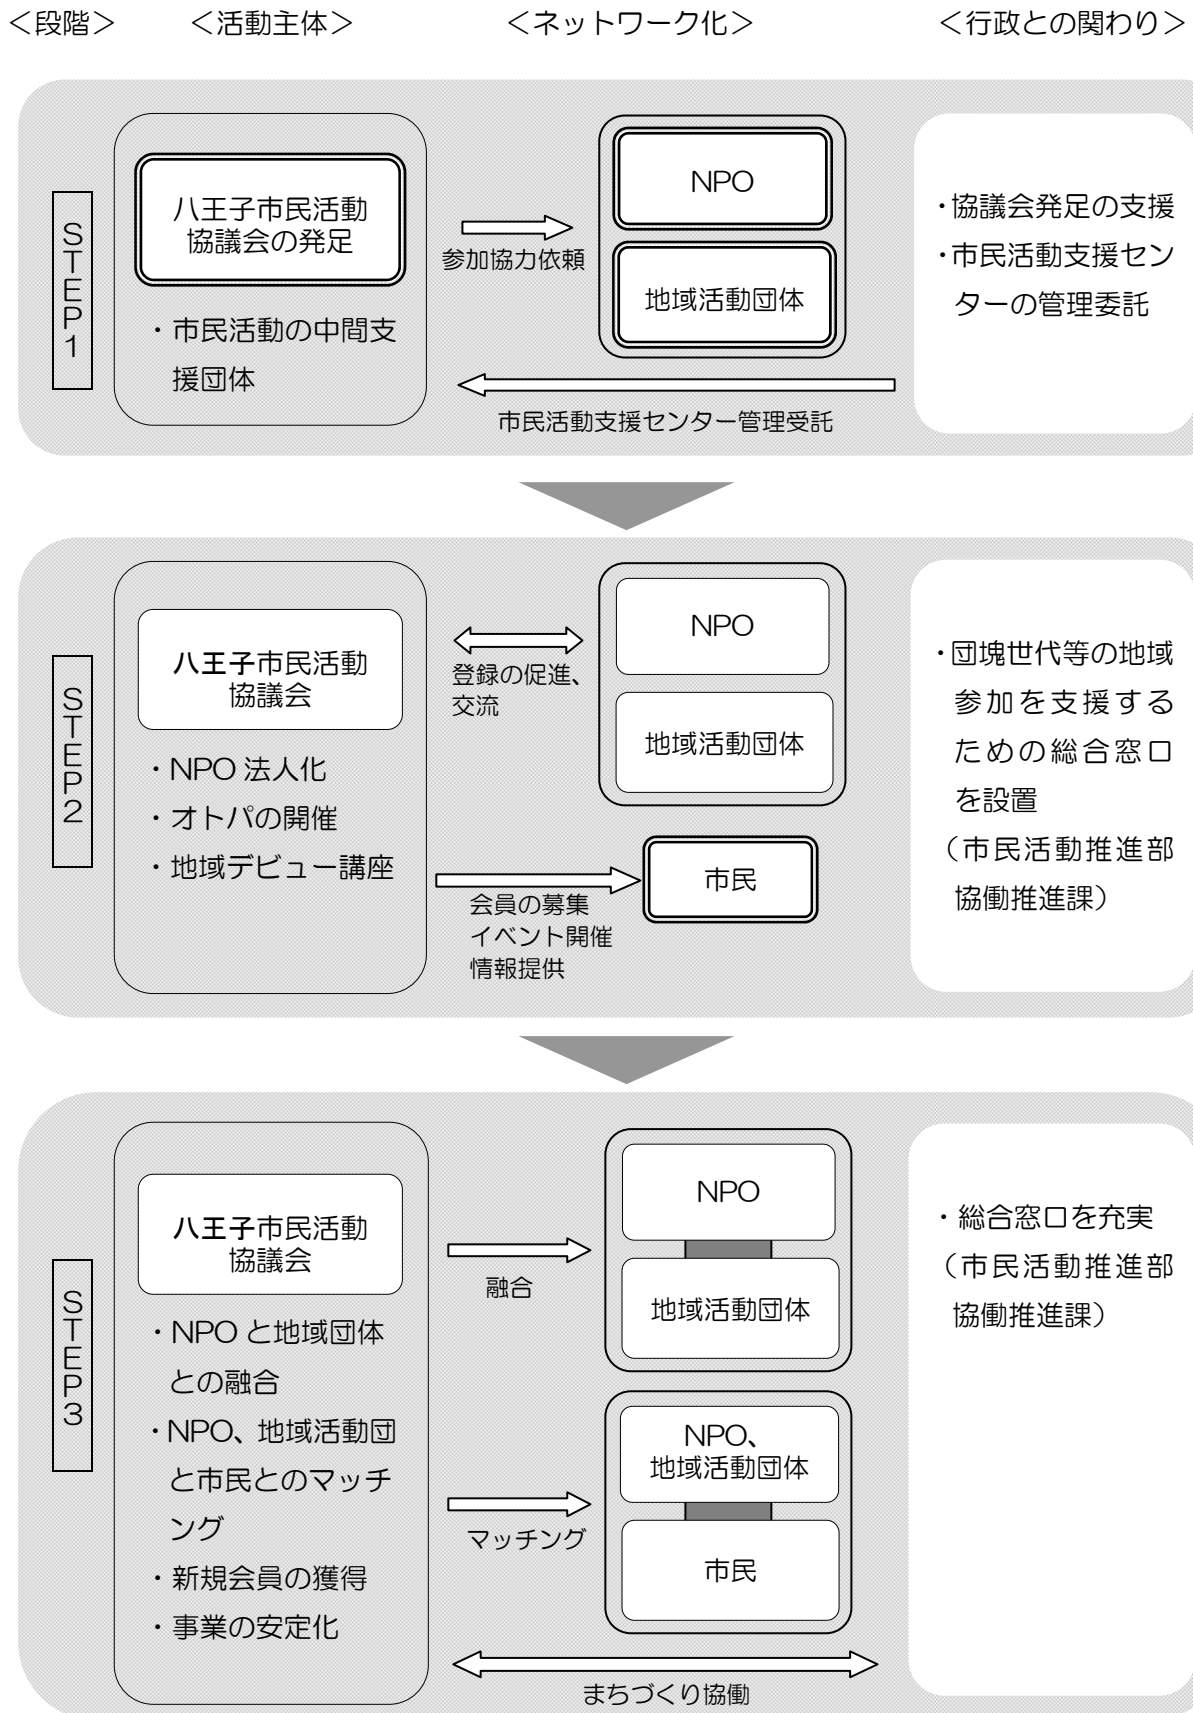 ＜段階＞
＜活動主体＞
＜ネットワーク化＞
＜行政との関わり＞
STEP1
八王子市民活動
協議会の発足
・市民活動の中間支
援団体
参加協力依頼
NPO
地域活動団体
市民活動支援センター管理受託
・協議会発足の支援
・市民活動支援セン
ターの管理委託
STEP2
八王子市民活動
協議会
・NPO 法人化
・オトパの開催
・地域デビュー講座
登録の促進、
交流
NPO
地域活動団体
会員の募集
イベント開催
情報提供
市民
・団塊世代等の地域
参加を支援する
ための総合窓口
を設置
（市民活動推進部
協働推進課）
STEP3
八王子市民活動
協議会
・NPO と地域団体
との融合
・NPO、地域活動団
と市民とのマッチ
ング
・新規会員の獲得
・事業の安定化
融合
NPO
地域活動団体
マッチング
NPO、
地域活動団体
市民
まちづくり協働
・総合窓口を充実
（市民活動推進部
協働推進課）